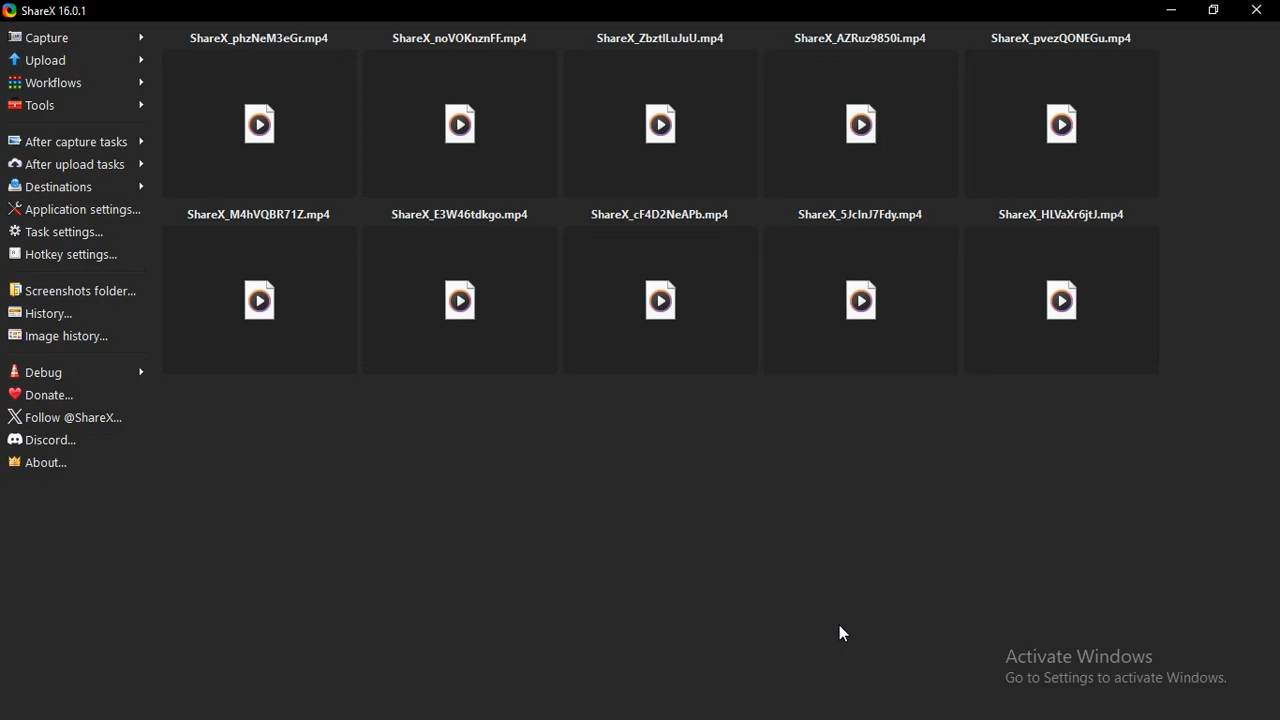 ShareX 16.0.1
Capture
Upload
Workflows
Tools
After capture tasks
After upload tasks
Destinations
Application settings...
Task settings...
Hotkey settings...
Screenshots folder...
History...
Image history...
Debug
Donate...
Follow @ShareX...
Discord...
About...
ShareX_phzNeM3eGr.mp4
ShareX_noVOKnznFF.mp4
ShareX_ZbztlLuJuU.mp4
ShareX_AZRuz9850i.mp4
ShareX_pvezQONEGu.mp4
ShareX_M4hVQBR71Z.mp4
ShareX_E3W46tdkgo.mp4
ShareX_cF4D2NeAPb.mp4
ShareX_5JclnJ7Fdy.mp4
ShareX_HLVaXr6jtJ.mp4
Activate Windows
Go to Settings to activate Windows.